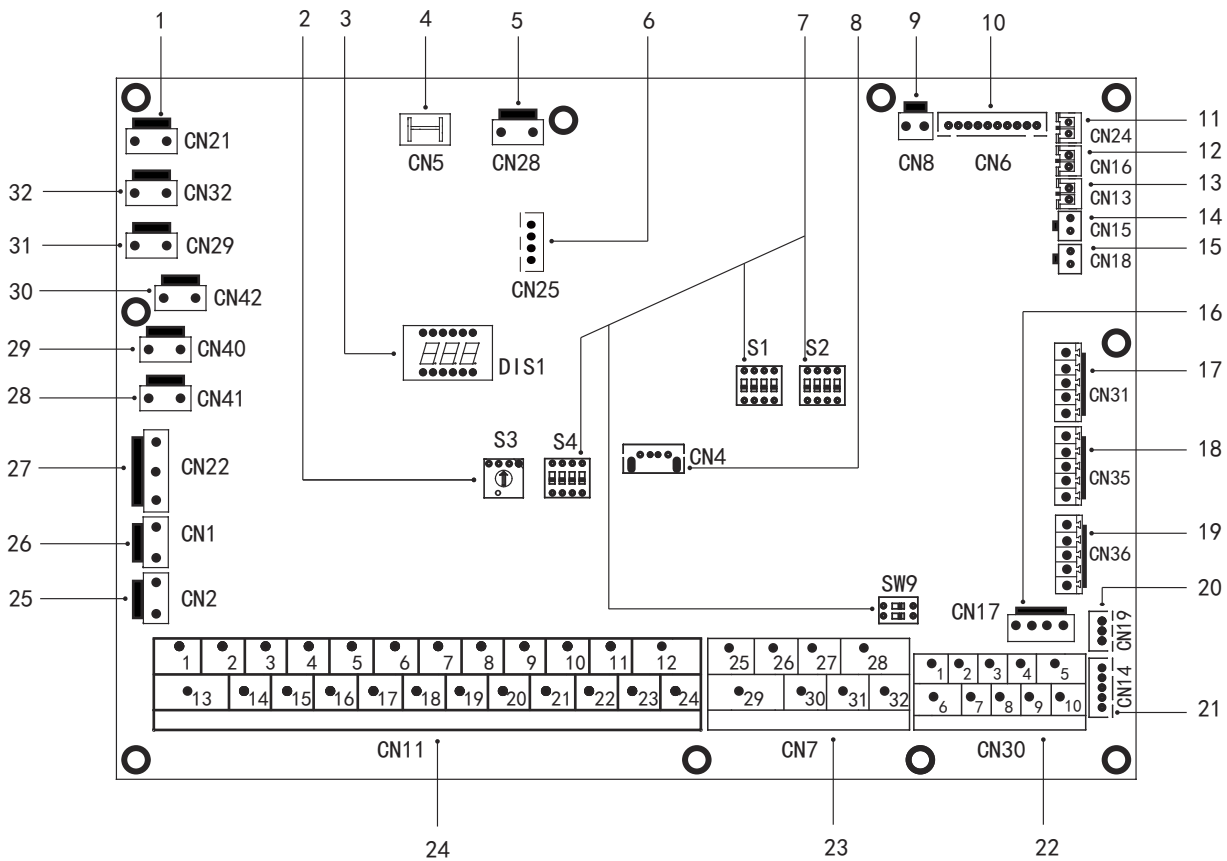 1 2 3 4 5 6 7 8 9 10
CN21
CN5
CN28
CN8
CN6
CN24
11
CN16
12
CN13
13
CN15
14
CN18
15
32
CN32
31
CN29
CN25
30
CN42
16
29
CN40
DIS1
S1
S2
CN31
17
28
CN41
27
CN22
S3
S4
CN4
CN35
18
26
CN1
CN36
19
25
CN2
SW9
CN17
CN19
20
1 2 3 4 5 6 7 8 9 10 11 12
13 14 15 16 17 18 19 20 21 22 23 24
CN11
25 26 27 28
29 30 31 32
CN7
1 2 3 4 5
6 7 8 9 10
CN30
CN14
21
24
23
22